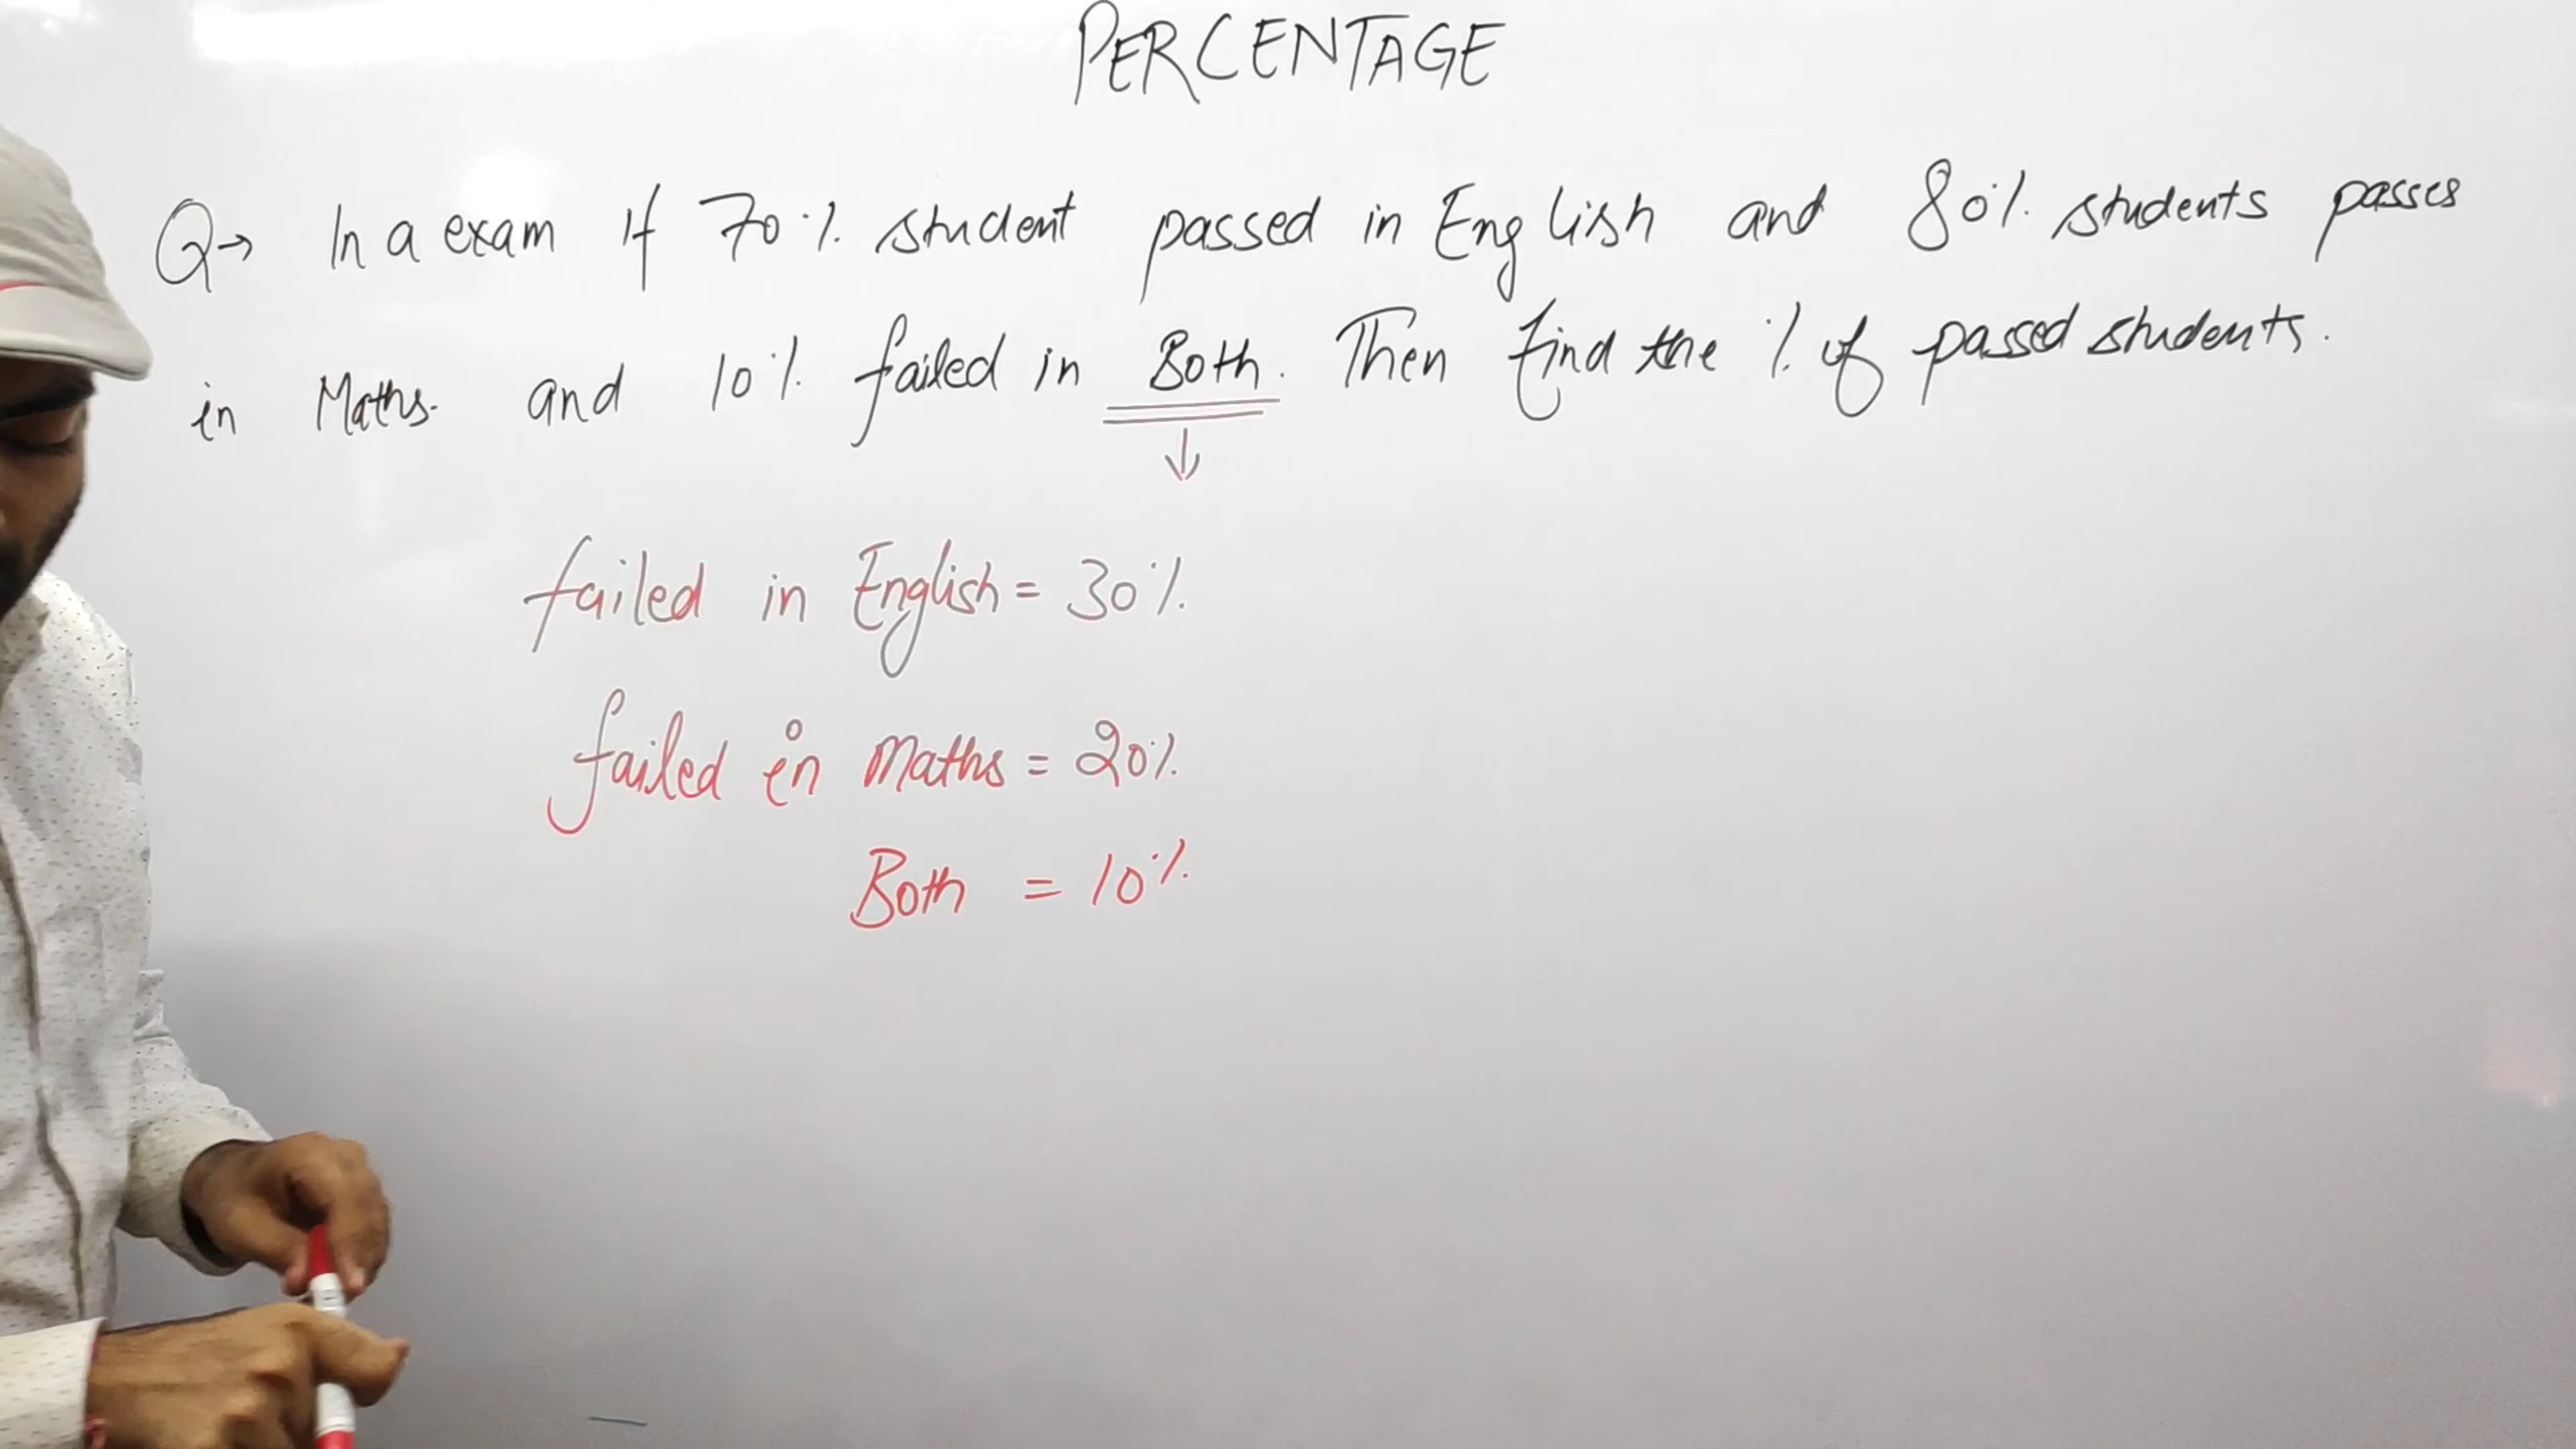 PERCENTAGE
Q→ In a exam if 70% student passed in English and 80% students passes
in Maths. and 10% failed in Both. Then find the % of passed students.
↓
failed in English = 30%
failed in Maths = 20%
Both = 10%